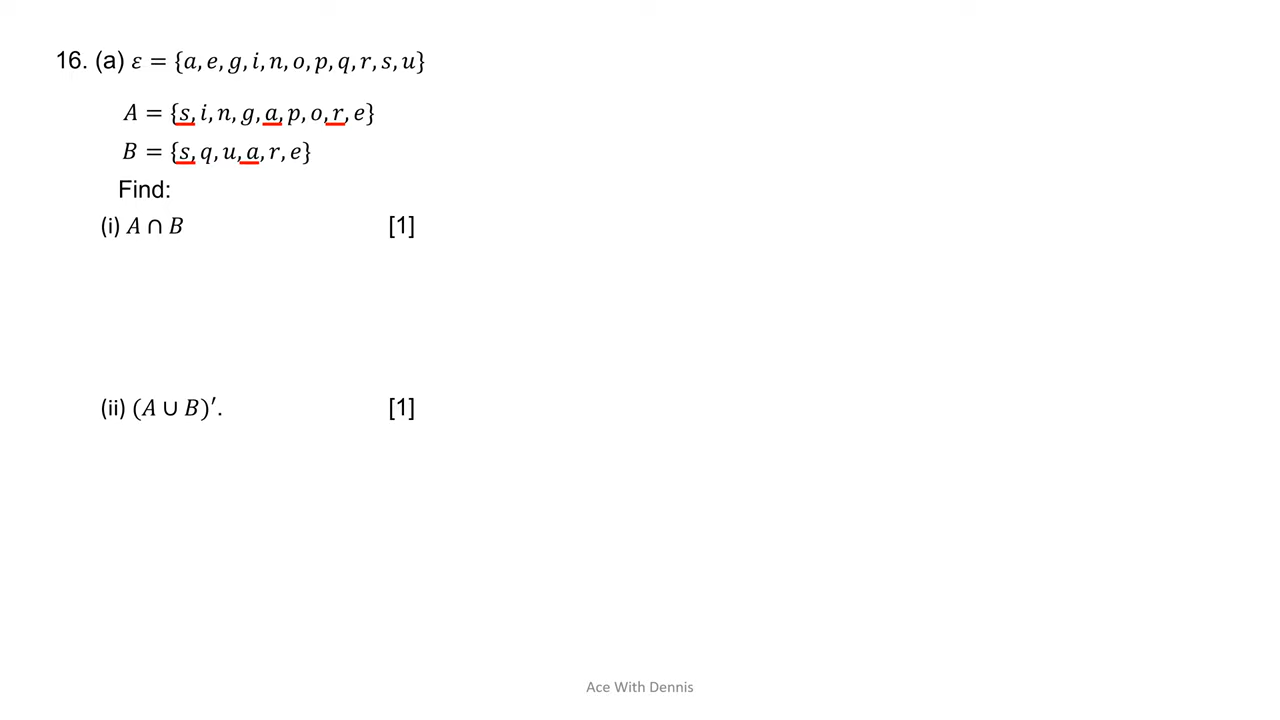 16. (a) ε = {a, e, g, i, n, o, p, q, r, s, u}
A = {s, i, n, g, a, p, o, r, e}
B = {s, q, u, a, r, e}
Find:
(i) A ∩ B [1]
(ii) (A ∪ B)′. [1]
Ace With Dennis